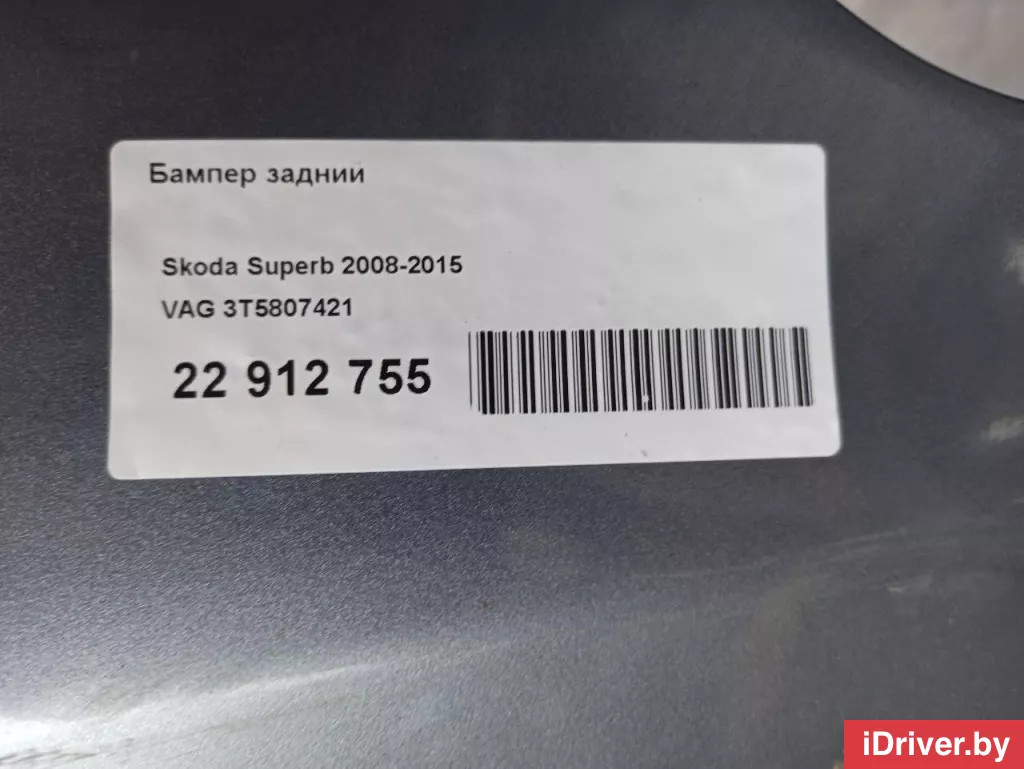 Бампер задний
Skoda Superb 2008-2015
VAG 3T5807421
22 912 755
iDriver.by